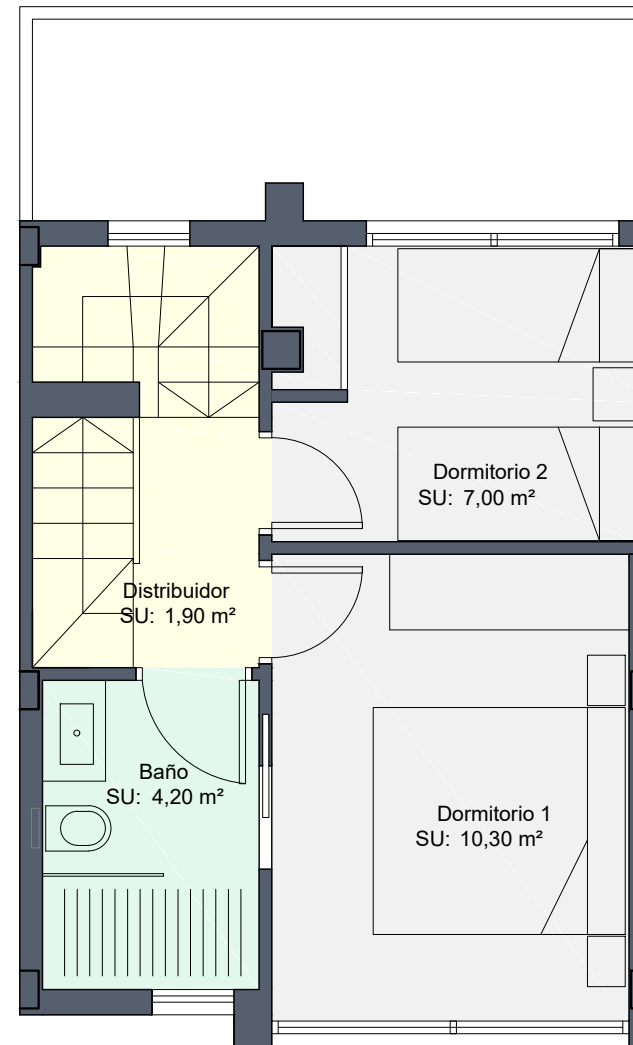 Dormitorio 2
SU: 7,00 m²
Distribuidor
SU: 1,90 m²
Baño
SU: 4,20 m²
Dormitorio 1
SU: 10,30 m²